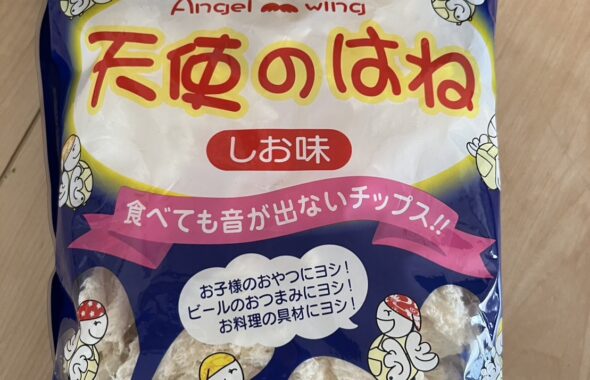 Angel wing
天使のはね
しお味
食べても音が出ないチップス!!
お子様のおやつにヨシ!
ビールのおつまみにヨシ!
お料理の具材にヨシ!